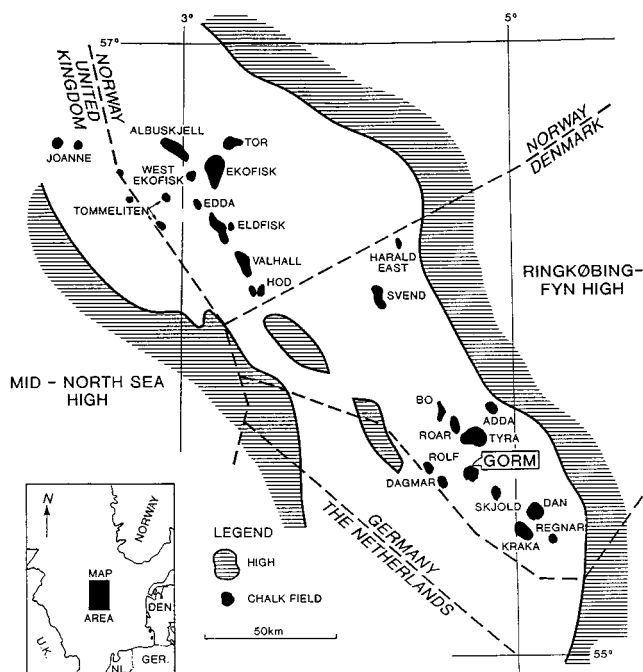 3°
5°
57°
NORWAY
UNITED
KINGDOM
NORWAY
DENMARK
ALBUSKJELL
TOR
JOANNE
WEST
EKOFISK
EKOFISK
TOMMELITEN
EDDA
ELDFISK
VALHALL
HOD
HARALD
EAST
SVEND
RINGKØBING-
FYN HIGH
MID - NORTH SEA
HIGH
BO
ADDA
ROAR
TYRA
ROLF
GORM
DAGMAR
SKJOLD
DAN
REGNAR
KRAKA
GERMANY
THE NETHERLANDS
N
NORWAY
MAP
AREA
DEN.
U.K.
NL
GER.
LEGEND
HIGH
CHALK FIELD
50km
55°